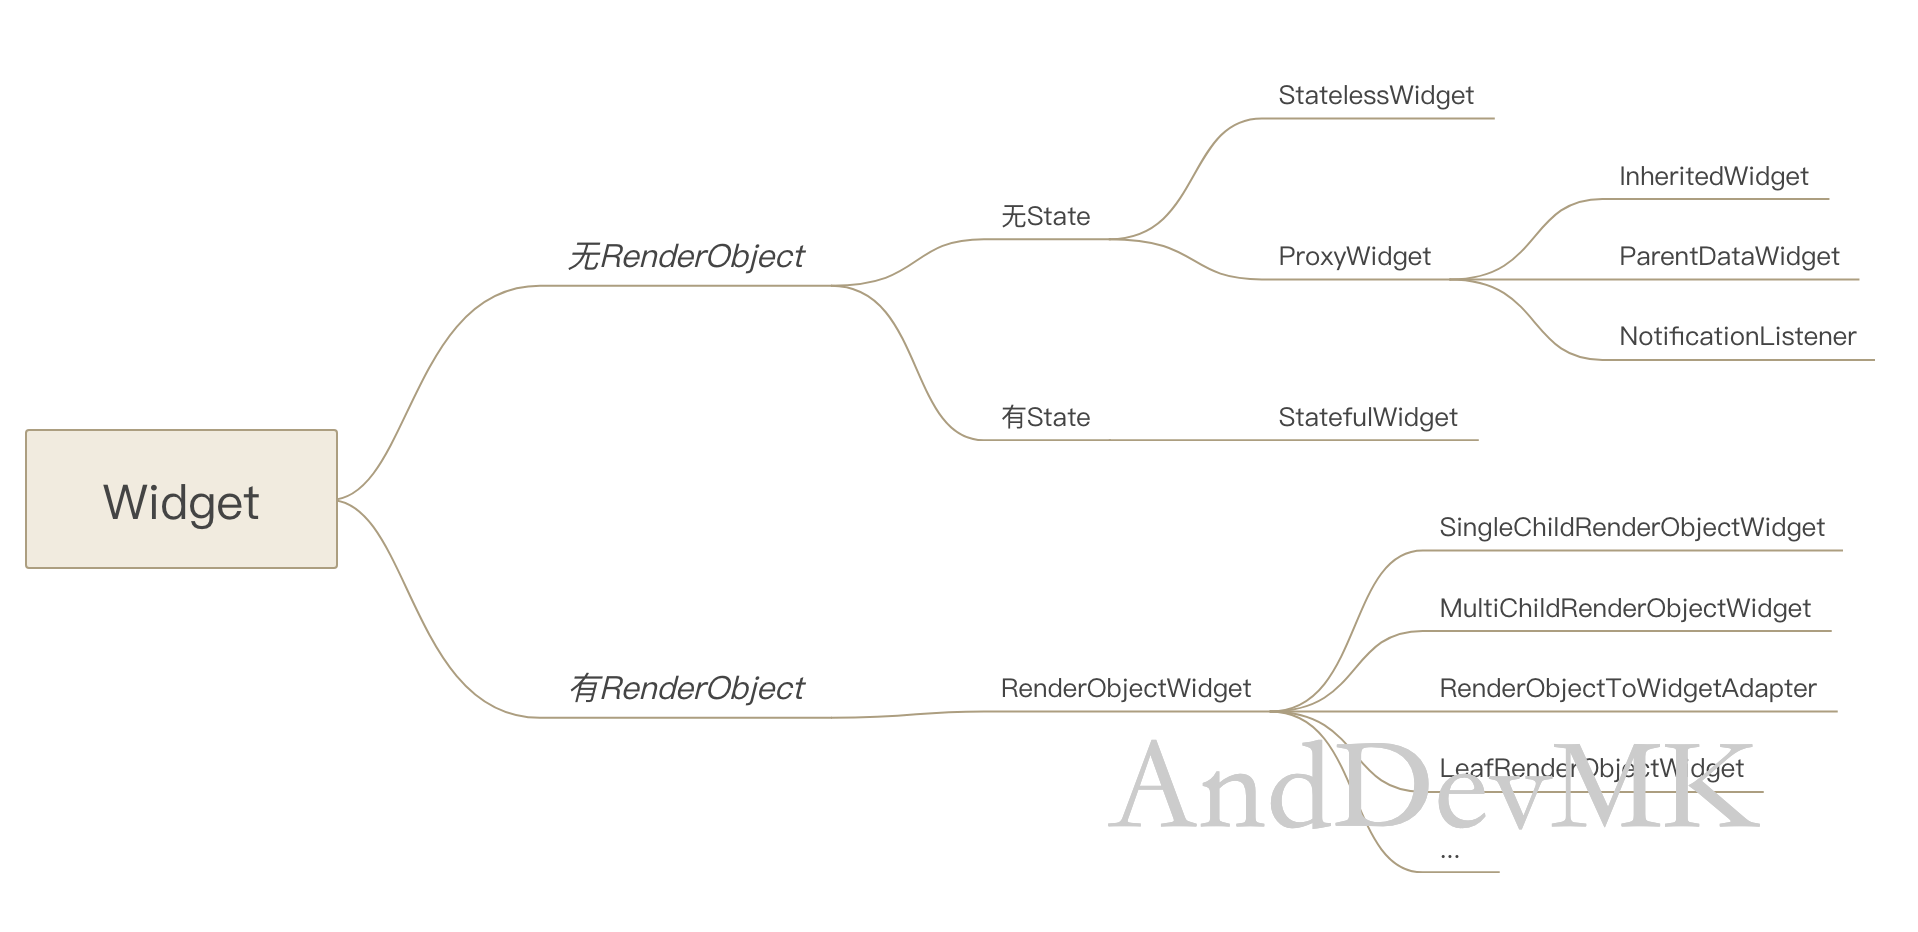 StatelessWidget
InheritedWidget
无State
无RenderObject
ProxyWidget
ParentDataWidget
NotificationListener
有State
StatefulWidget
Widget
SingleChildRenderObjectWidget
MultiChildRenderObjectWidget
有RenderObject
RenderObjectWidget
RenderObjectToWidgetAdapter
LeafRenderObjectWidget
AndDevMK
...